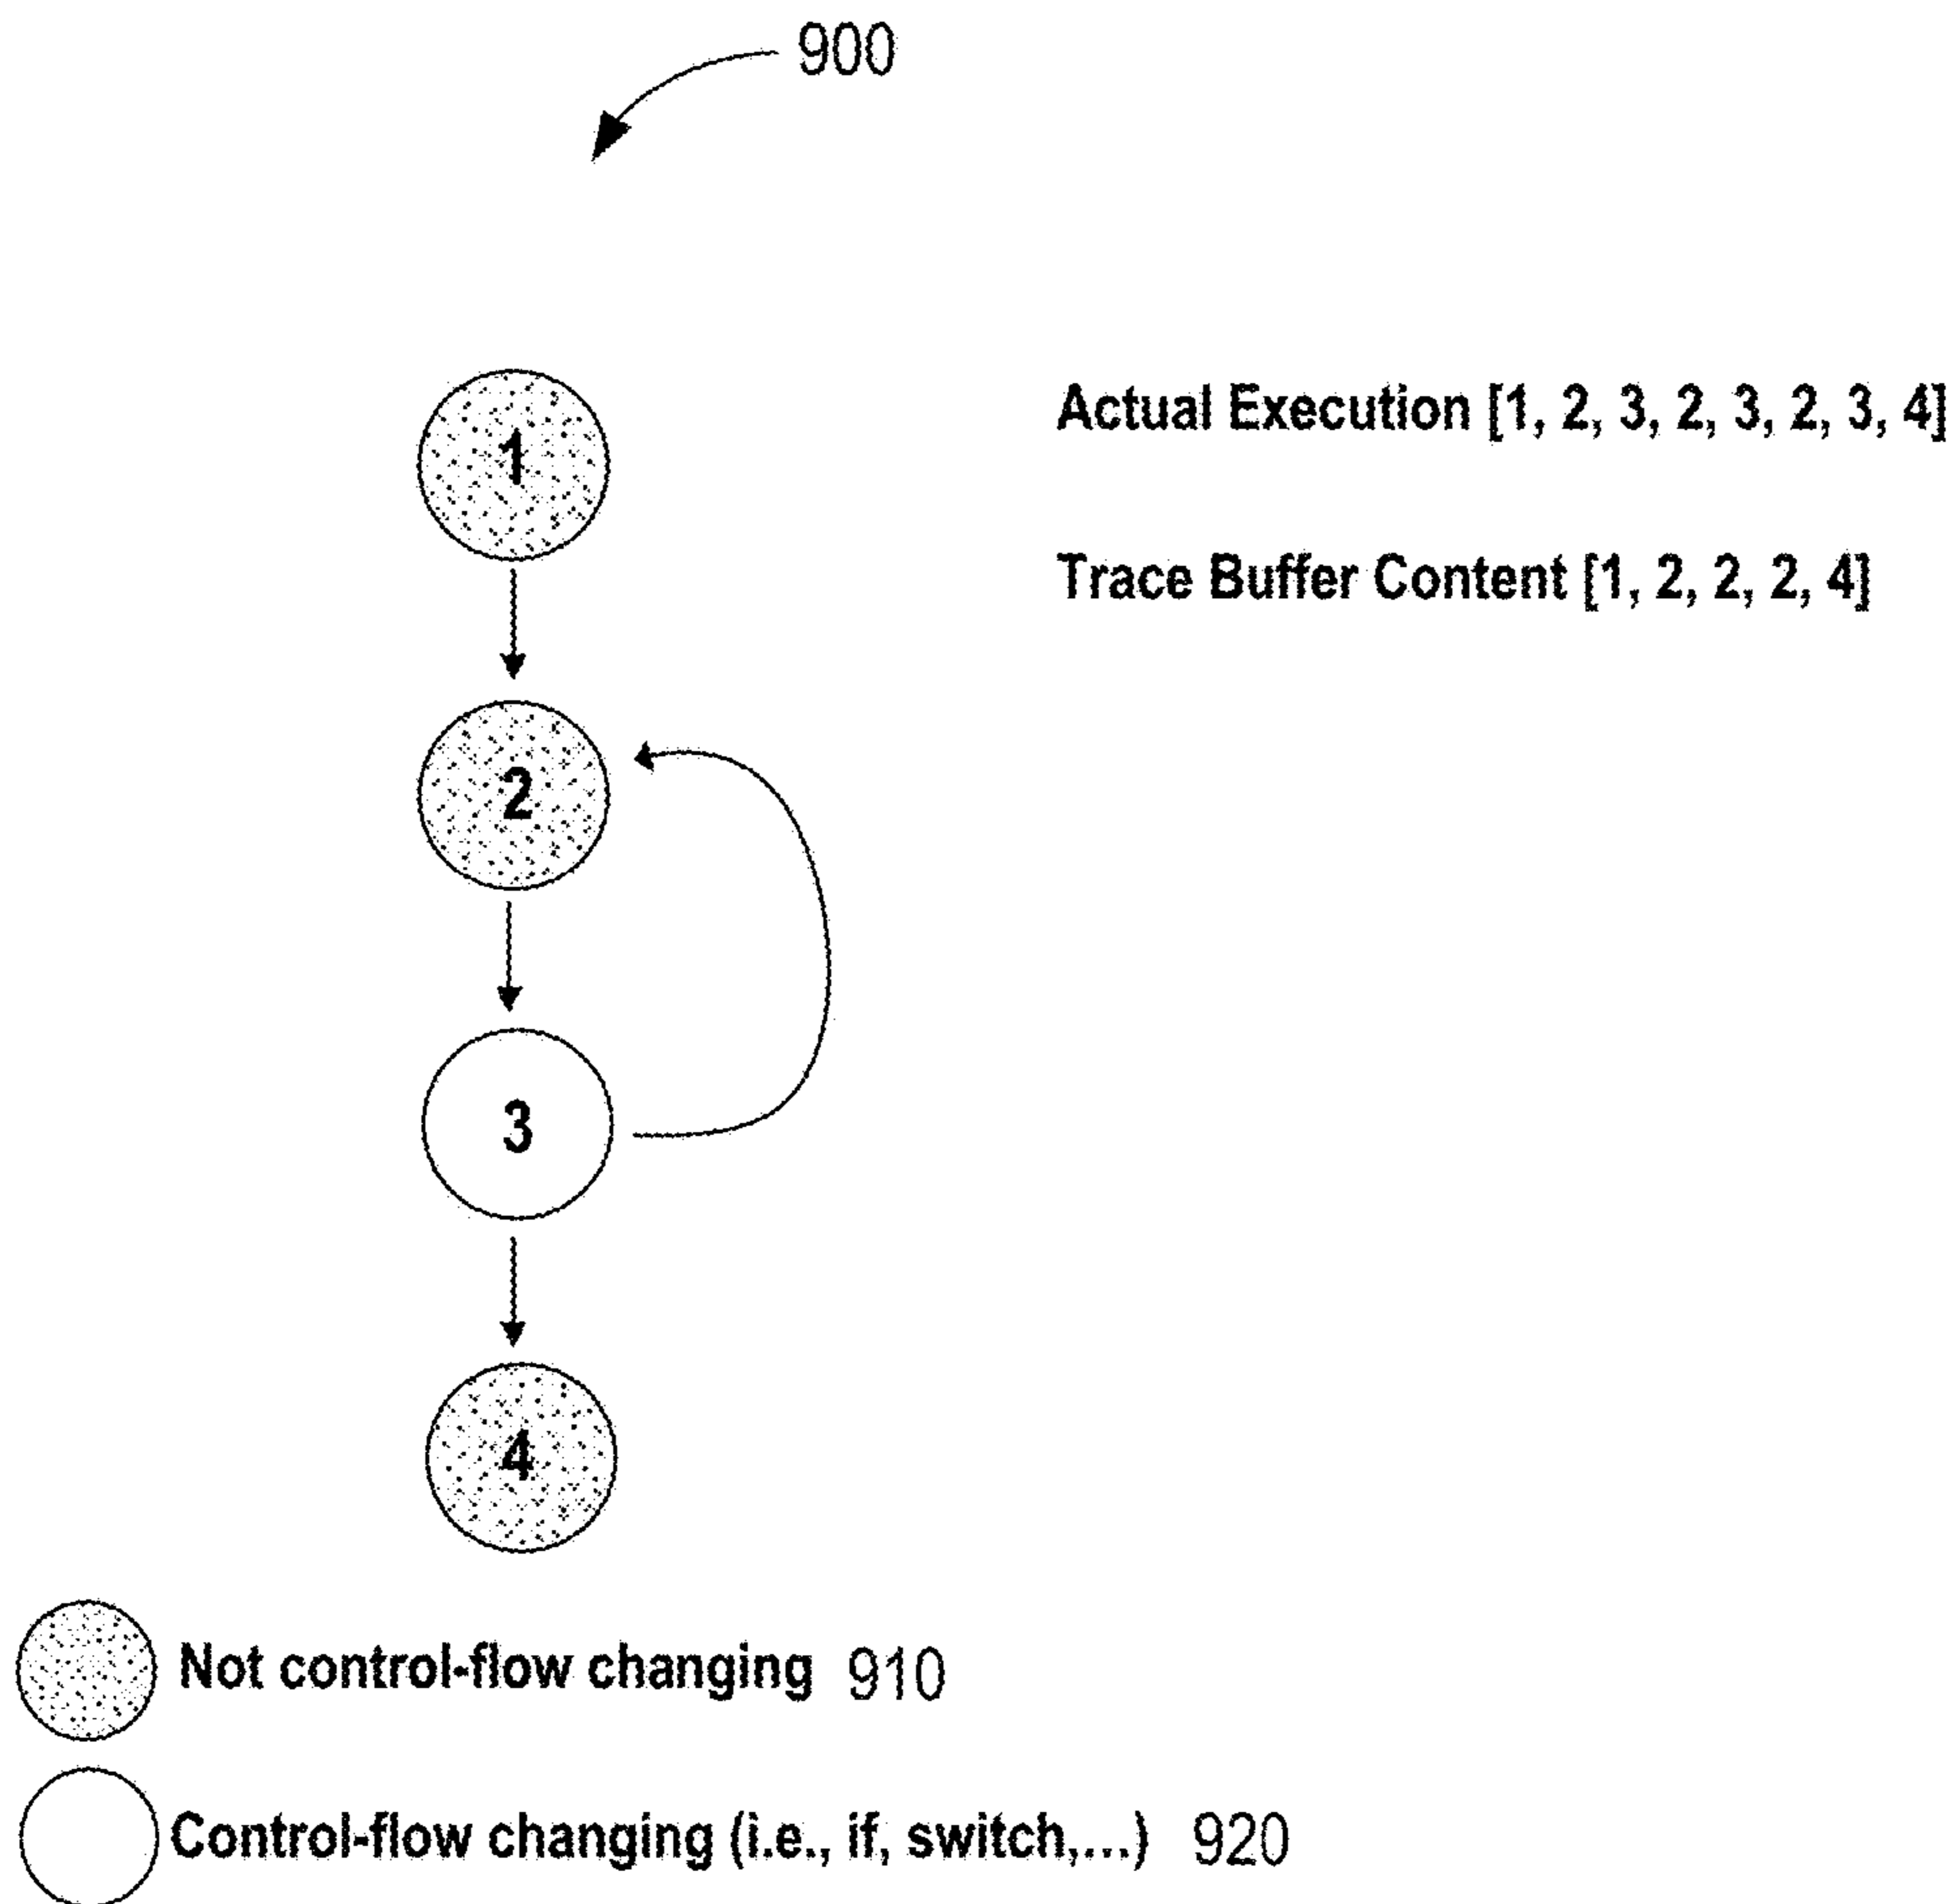 900
1
Actual Execution [1, 2, 3, 2, 3, 2, 3, 4]
Trace Buffer Content [1, 2, 2, 2, 4]
2
3
4
Not control-flow changing 910
Control-flow changing (i.e., if, switch,...) 920